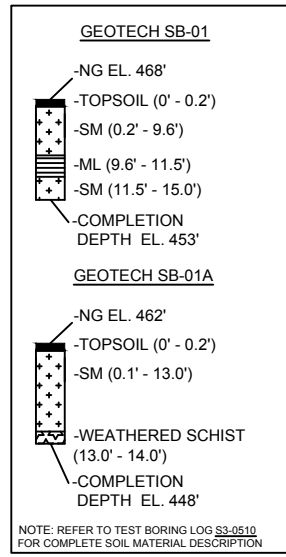 GEOTECH SB-01
-NG EL. 468'
-TOPSOIL (0' - 0.2')
-SM (0.2' - 9.6')
-ML (9.6' - 11.5')
-SM (11.5' - 15.0')
-COMPLETION
DEPTH EL. 453'
GEOTECH SB-01A
-NG EL. 462'
-TOPSOIL (0' - 0.2')
-SM (0.1' - 13.0')
-WEATHERED SCHIST
(13.0' - 14.0')
-COMPLETION
DEPTH EL. 448'
NOTE: REFER TO TEST BORING LOG S3-0510
FOR COMPLETE SOIL MATERIAL DESCRIPTION